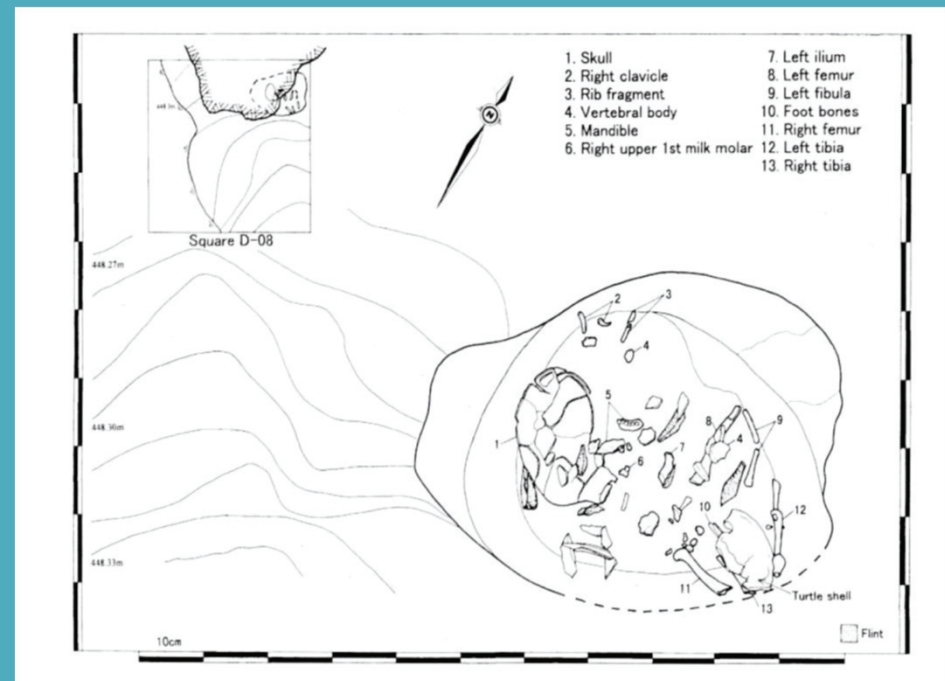 1. Skull
2. Right clavicle
3. Rib fragment
4. Vertebral body
5. Mandible
6. Right upper 1st milk molar
7. Left ilium
8. Left femur
9. Left fibula
10. Foot bones
11. Right femur
12. Left tibia
13. Right tibia
N
Square D-08
448.27m
2
3
4
448.30m
5
8
9
1
4
6
7
10
12
448.33m
11
Turtle shell
13
Flint
10cm